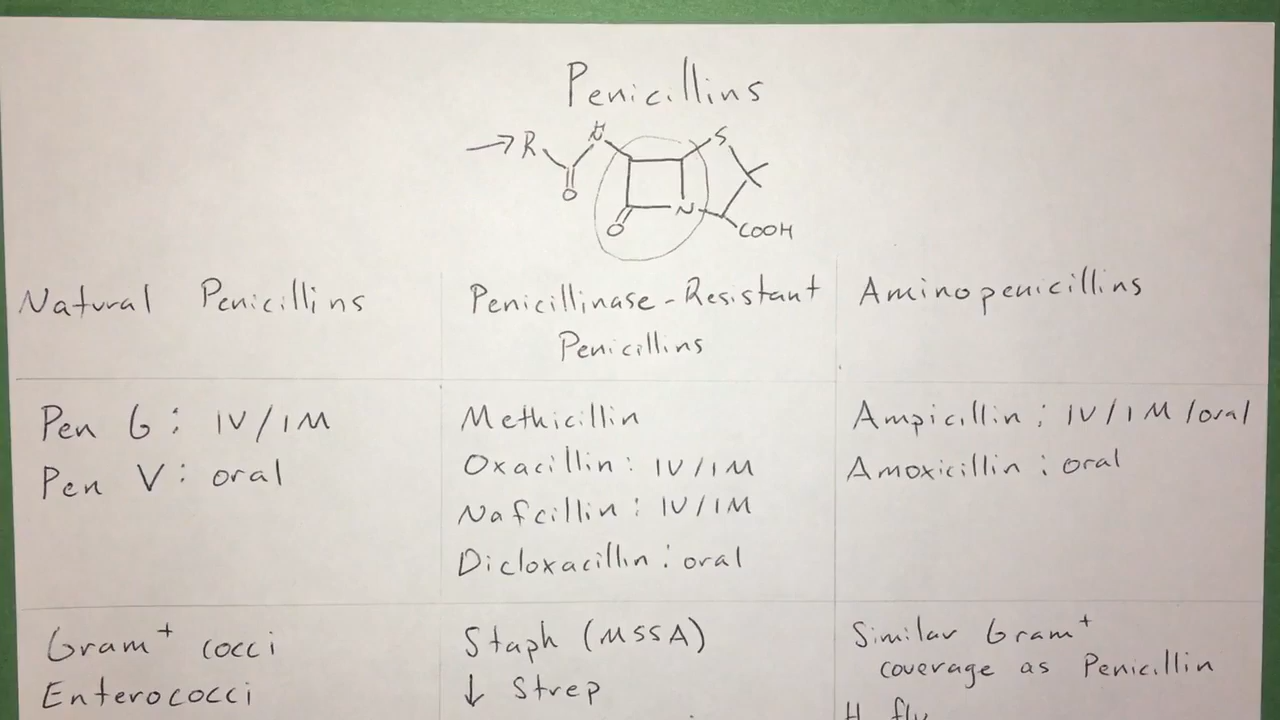 Penicillins
→R
H
N
S
O
O
N
COOH
Natural Penicillins
Penicillinase-Resistant
Penicillins
Aminopenicillins
Pen G: IV/IM
Pen V: oral
Methicillin
Oxacillin: IV/IM
Nafcillin: IV/IM
Dicloxacillin: oral
Ampicillin: IV/IM/oral
Amoxicillin: oral
Gram+ cocci
Enterococci
Staph (MSSA)
↓ Strep
Similar Gram+
coverage as Penicillin
H. flu